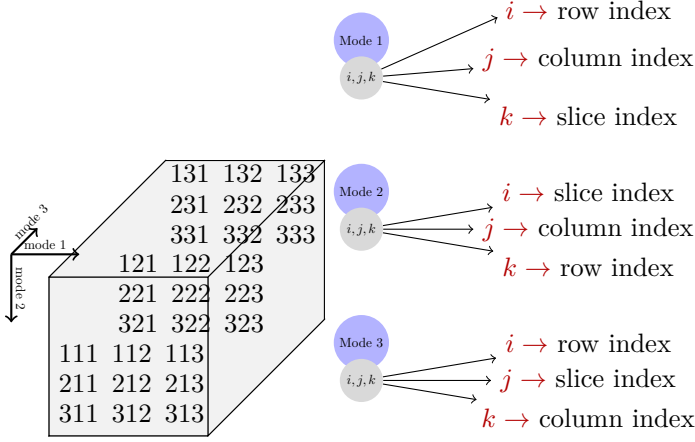 Mode 1
i, j, k
i → row index
j → column index
k → slice index
Mode 2
i, j, k
i → slice index
j → column index
k → row index
Mode 3
i, j, k
i → row index
j → slice index
k → column index
mode 3
mode 1
mode 2
131 132 133
231 232 233
331 332 333
121 122 123
221 222 223
321 322 323
111 112 113
211 212 213
311 312 313